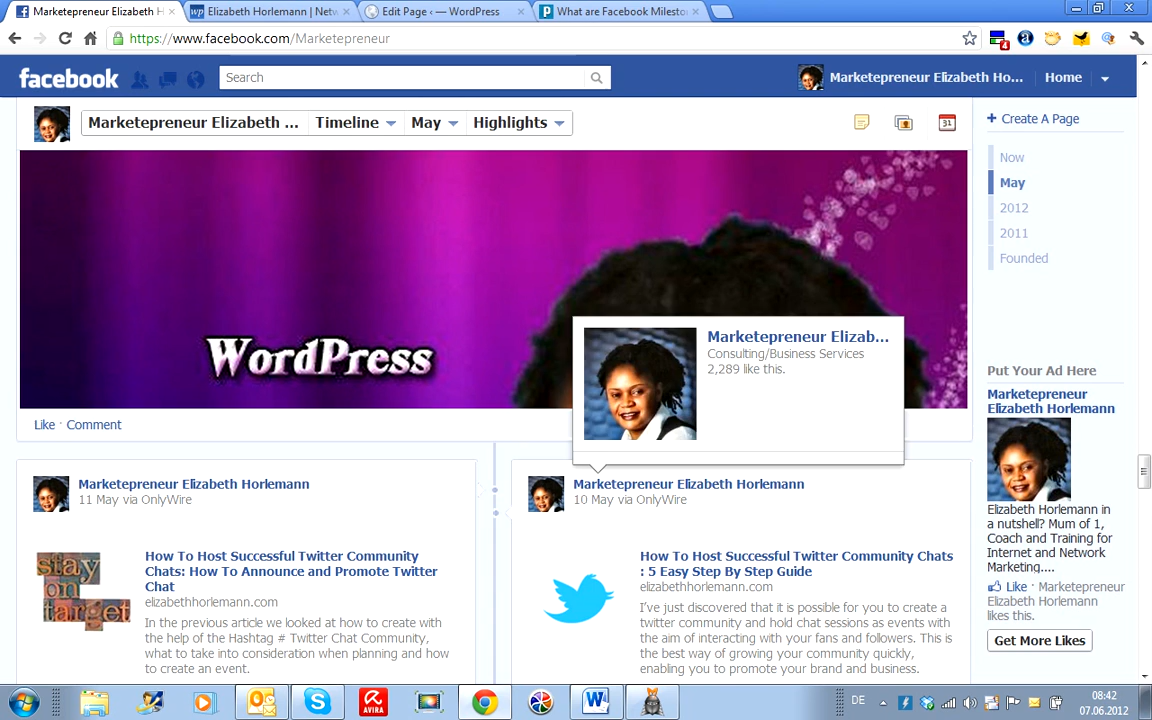 Marketepreneur Elizabeth H
Elizabeth Horlemann | Netw
Edit Page ‹ — WordPress
What are Facebook Milesto
https://www.facebook.com/Marketepreneur
4
facebook
Search
Marketepreneur Elizabeth Ho...
Home
Marketepreneur Elizabeth ...
Timeline
May
Highlights
31
Create A Page
Now
May
2012
2011
Founded
WordPress
Marketepreneur Elizab...
Consulting/Business Services
2,289 like this.
Like · Comment
Put Your Ad Here
Marketepreneur
Elizabeth Horlemann
Elizabeth Horlemann in
a nutshell? Mum of 1,
Coach and Training for
Internet and Network
Marketing....
Like · Marketepreneur
Elizabeth Horlemann
likes this.
Get More Likes
Marketepreneur Elizabeth Horlemann
11 May via OnlyWire
stay
on
target
How To Host Successful Twitter Community
Chats: How To Announce and Promote Twitter
Chat
elizabethhorlemann.com
In the previous article we looked at how to create with
the help of the Hashtag # Twitter Chat Community,
what to take into consideration when planning and how
to create an event.
Marketepreneur Elizabeth Horlemann
10 May via OnlyWire
How To Host Successful Twitter Community Chats
: 5 Easy Step By Step Guide
elizabethhorlemann.com
I've just discovered that it is possible for you to create a
twitter community and hold chat sessions as events with
the aim of interacting with your fans and followers. This is
the best way of growing your community quickly,
enabling you to promote your brand and business.
AVIRA
DE
08:42
07.06.2012